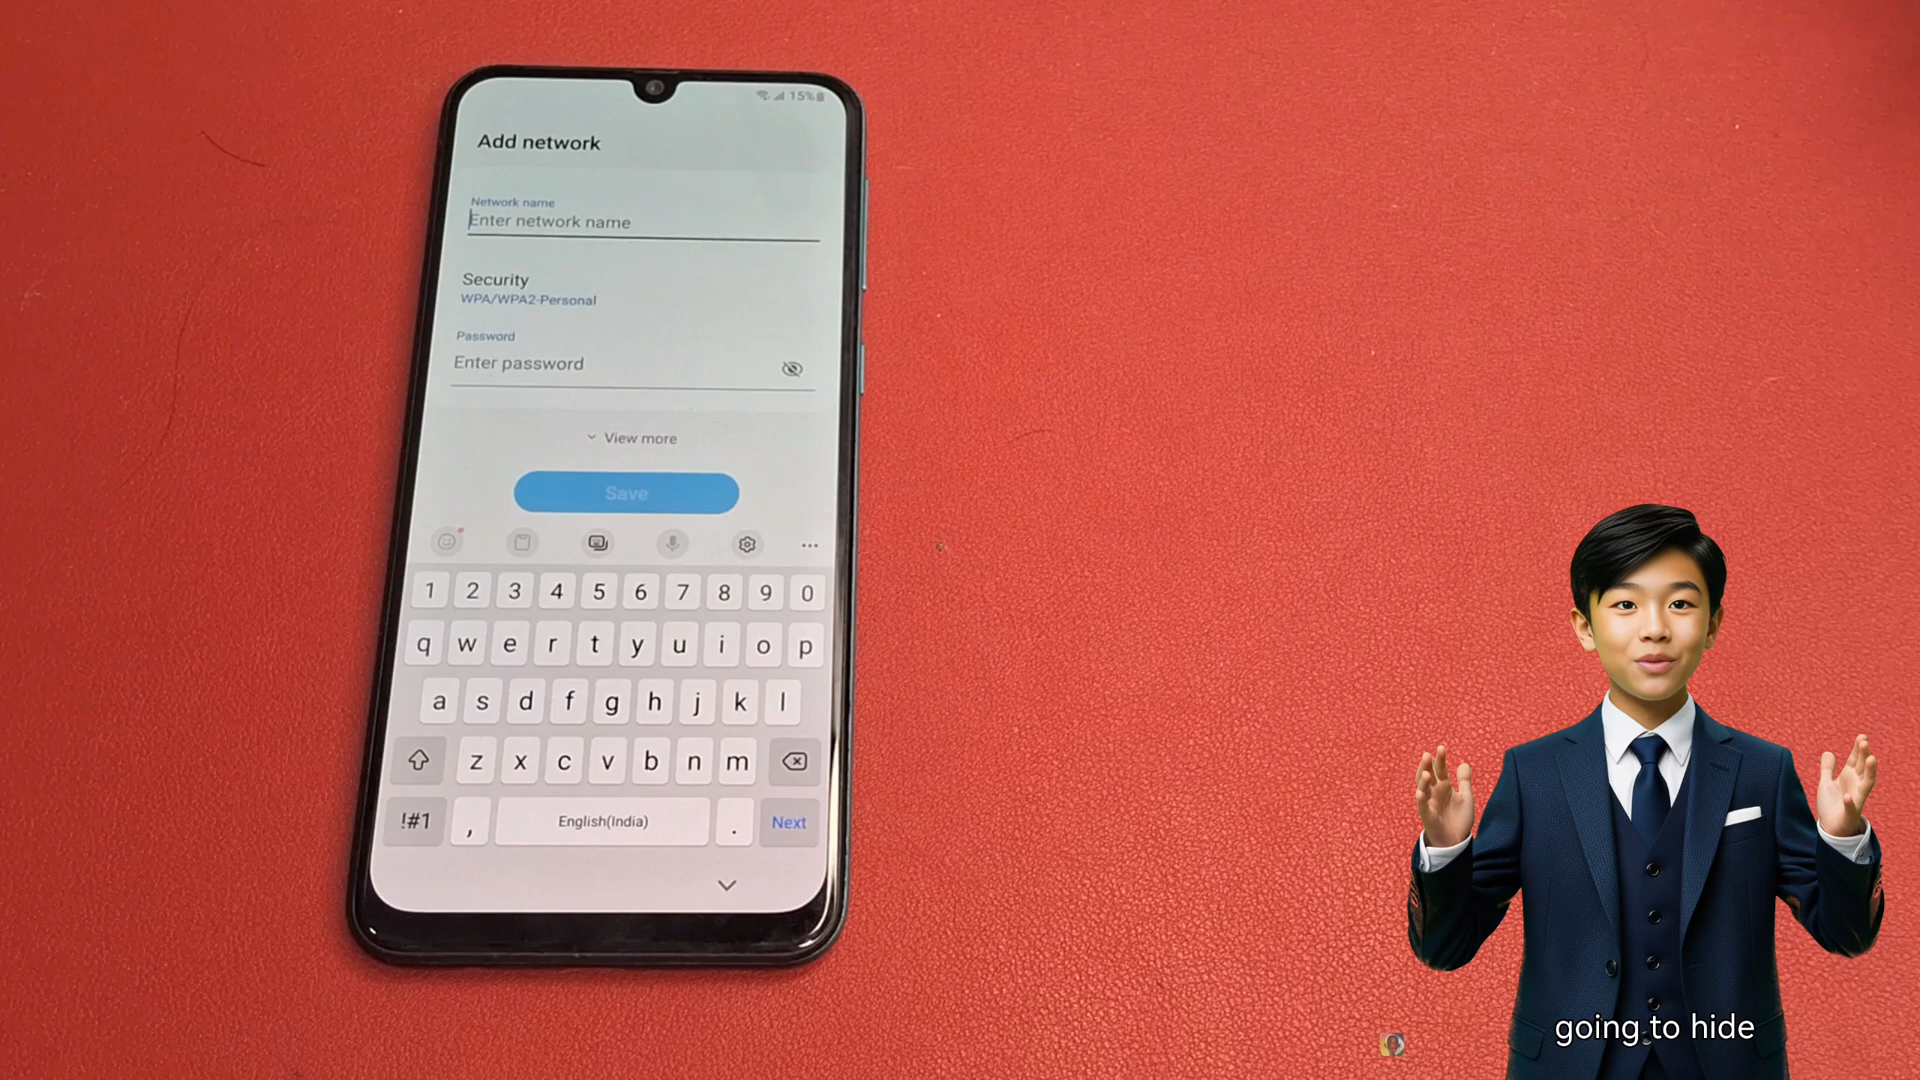 15%
Add network
Network name
Enter network name
Security
WPA/WPA2-Personal
Password
Enter password
View more
Save
1 2 3 4 5 6 7 8 9 0
q w e r t y u i o p
a s d f g h j k l
z x c v b n m
!#1 , English(India) . Next
going to hide